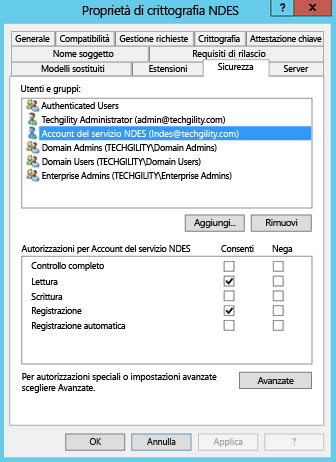 Proprietà di crittografia NDES
?
Generale
Compatibilità
Gestione richieste
Crittografia
Attestazione chiave
Nome soggetto
Requisiti di rilascio
Modelli sostituiti
Estensioni
Sicurezza
Server
Utenti e gruppi:
Authenticated Users
Techgility Administrator (admin@techgility.com)
Account del servizio NDES (Indes@techgility.com)
Domain Admins (TECHGILITY\Domain Admins)
Domain Users (TECHGILITY\Domain Users)
Enterprise Admins (TECHGILITY\Enterprise Admins)
Aggiungi...
Rimuovi
Autorizzazioni per Account del servizio NDES
Consenti
Nega
Controllo completo
Lettura
Scrittura
Registrazione
Registrazione automatica
Per autorizzazioni speciali o impostazioni avanzate
scegliere Avanzate.
Avanzate
OK
Annulla
Applica
?